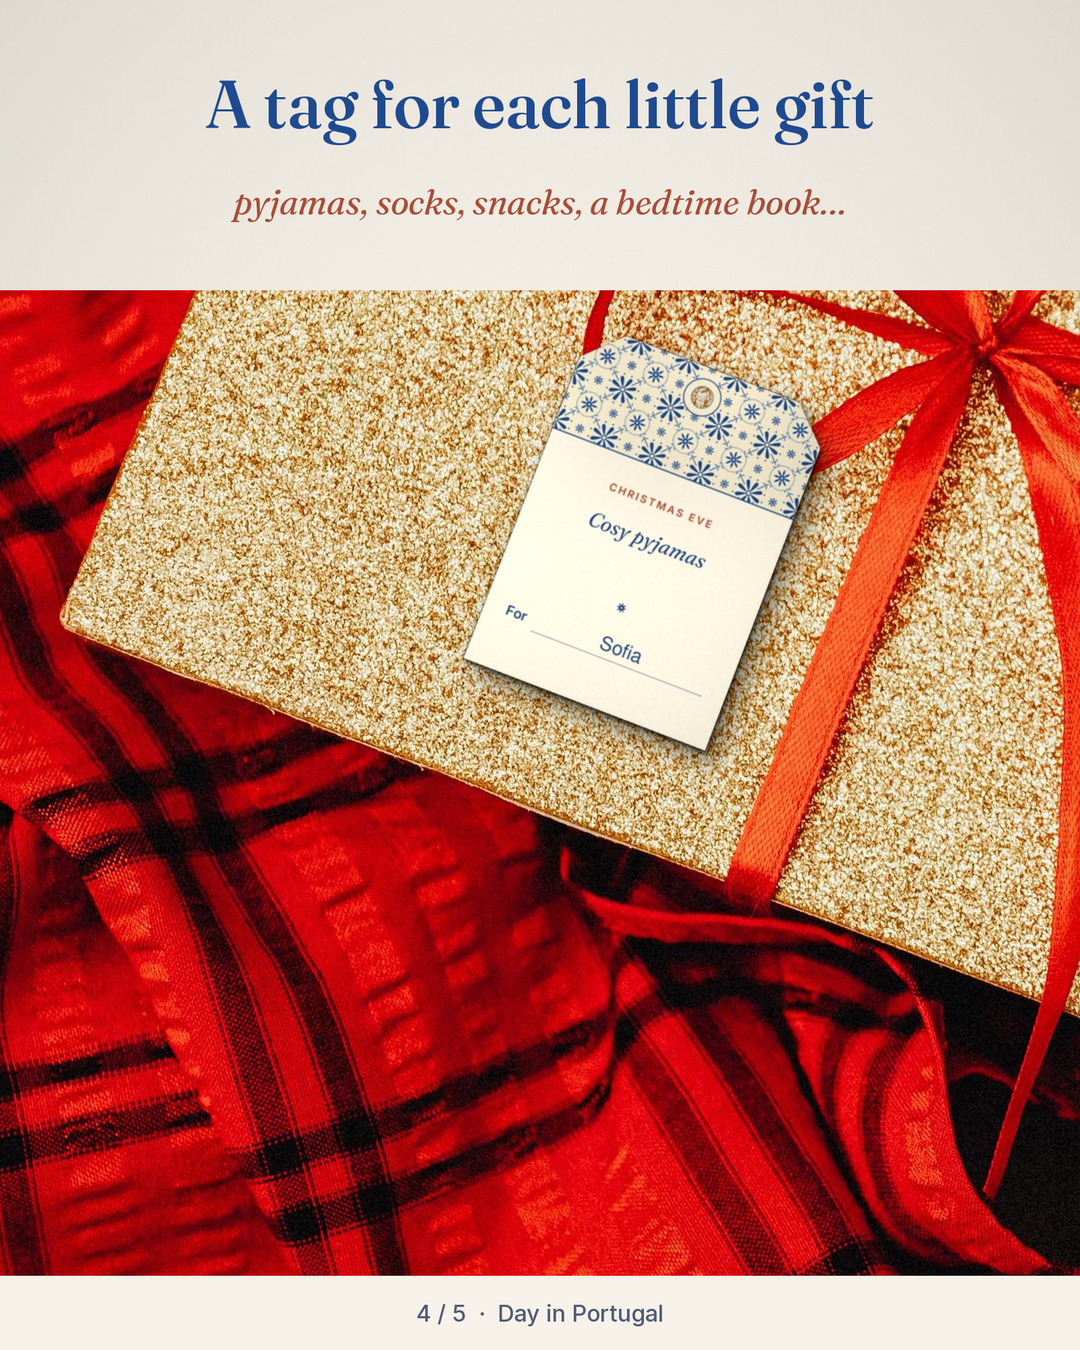 A tag for each little gift
pyjamas, socks, snacks, a bedtime book...
CHRISTMAS EVE
Cosy pyjamas
For Sofia
4 / 5 · Day in Portugal